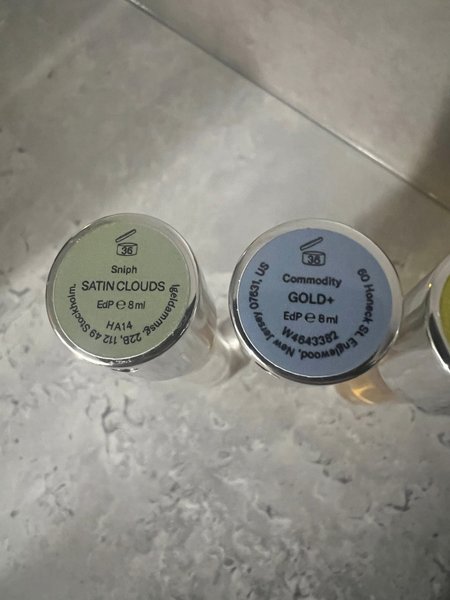 36
Sniph
SATIN CLOUDS
EdP ℮ 8 ml
HA14
Igeldammsg. 22B, 112 49 Stockholm
36
Commodity
GOLD+
EdP ℮ 8 ml
W4643382
60 Honeck St, Englewood, New Jersey 07631, US